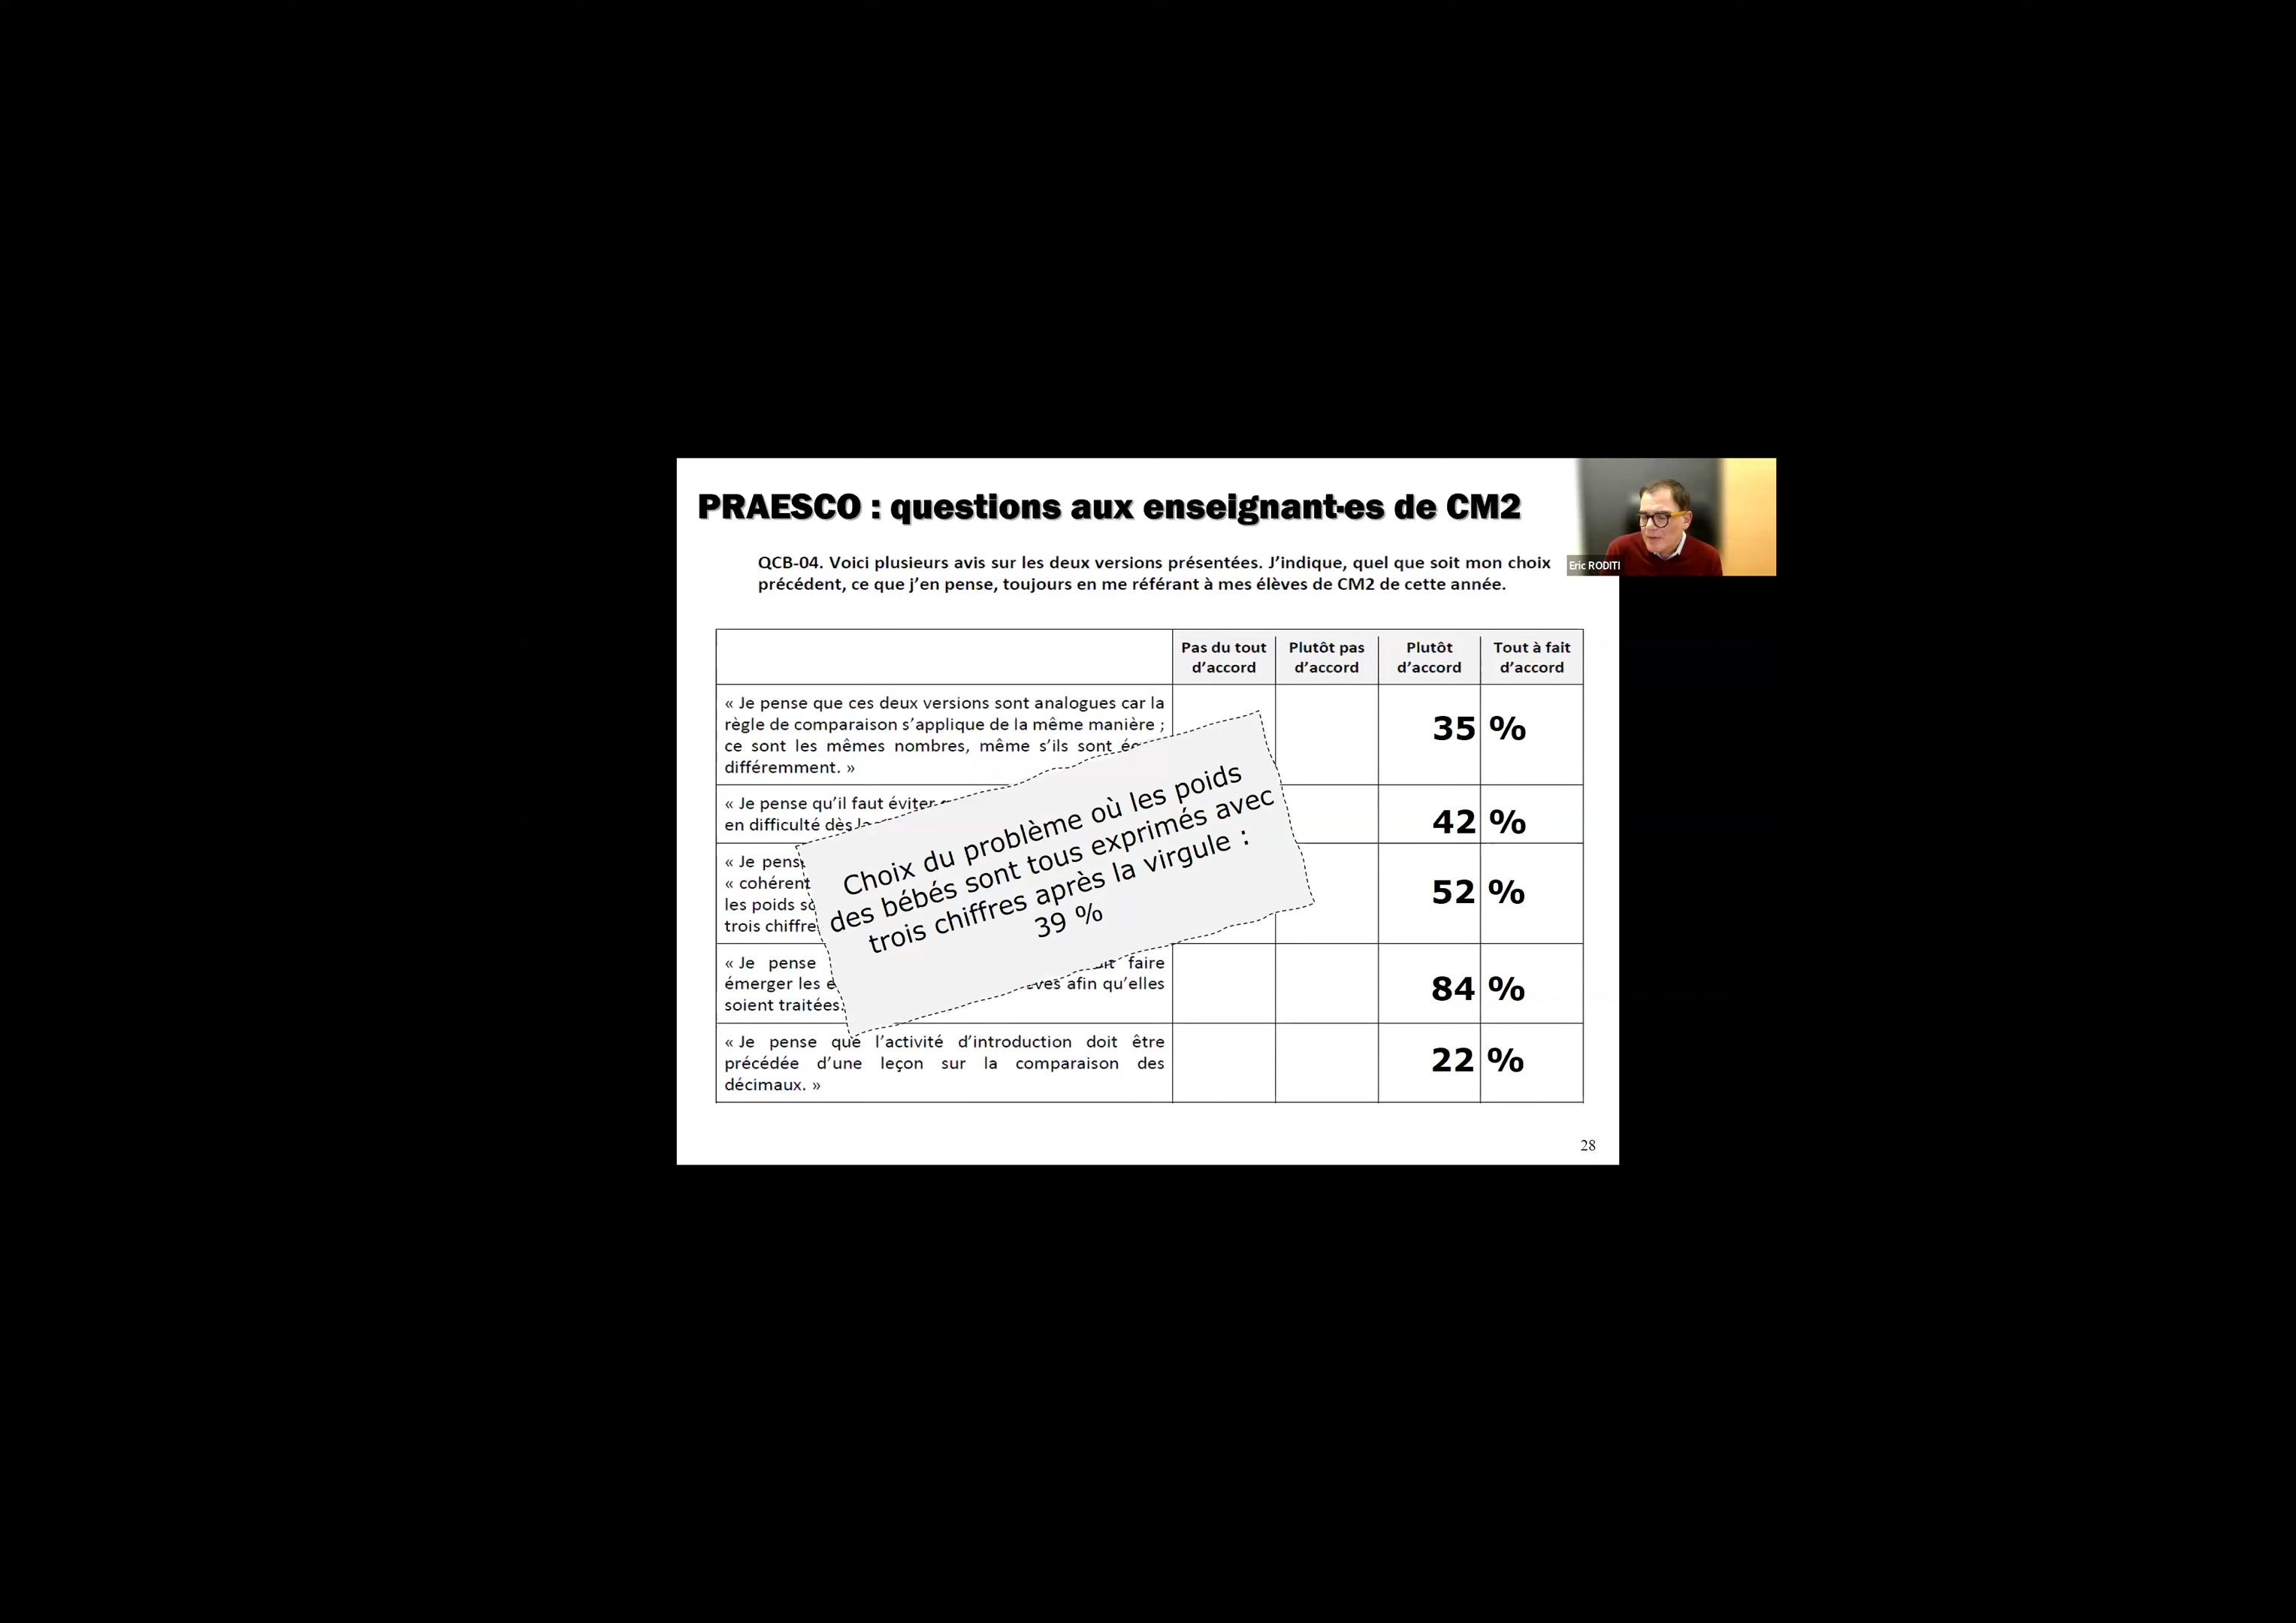 PRAESCO : questions aux enseignant·es de CM2
Eric RODITI
QCB-04. Voici plusieurs avis sur les deux versions présentées. J’indique, quel que soit mon choix
précédent, ce que j’en pense, toujours en me référant à mes élèves de CM2 de cette année.
Pas du tout
d’accord
Plutôt pas
d’accord
Plutôt
d’accord
Tout à fait
d’accord
« Je pense que ces deux versions sont analogues car la
règle de comparaison s’applique de la même manière ;
ce sont les mêmes nombres, même s’ils sont
différemment. »
35 %
« Je pense qu’il faut éviter
en difficulté dès
42 %
« Je
« cohérent
les poids
trois
52 %
« Je pense faire
émerger les afin qu’elles
soient traitées.
84 %
« Je pense que l’activité d’introduction doit être
précédée d’une leçon sur la comparaison des
décimaux. »
22 %
Choix du problème où les poids
des bébés sont tous exprimés avec
trois chiffres après la virgule :
39 %
28